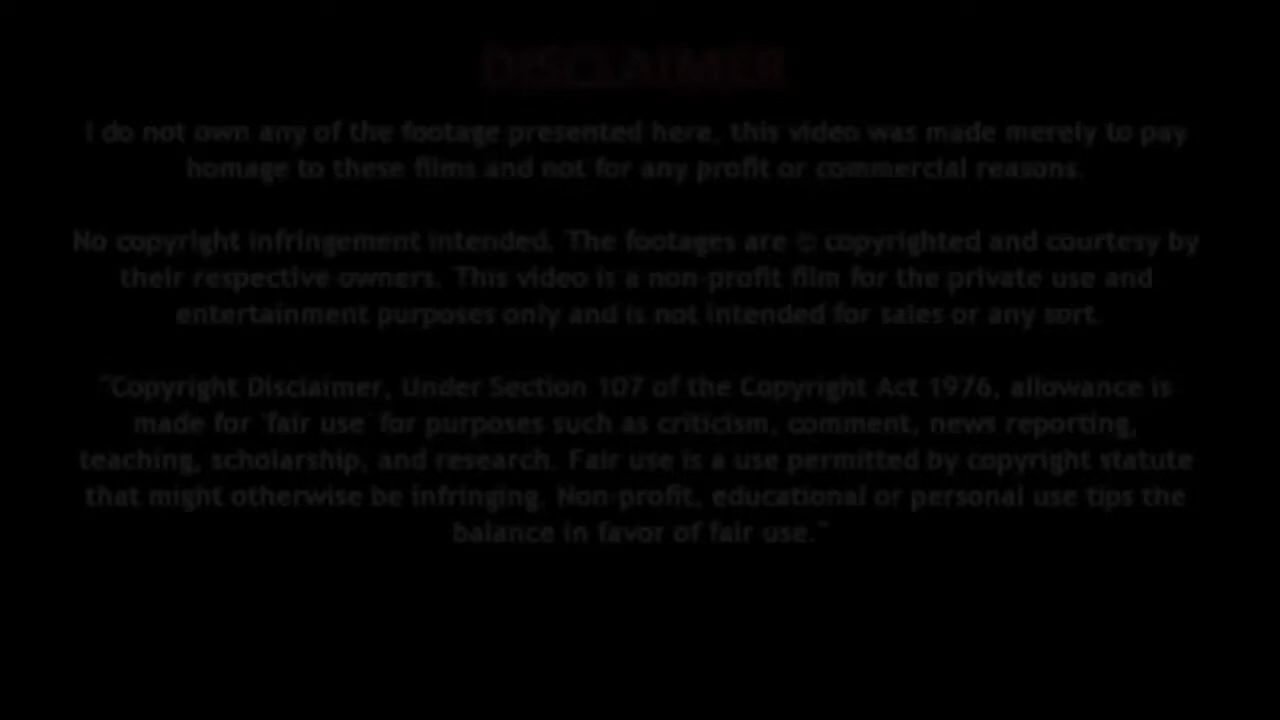 DISCLAIMER
I do not own any of the footage presented here, this video was made merely to pay
homage to these films and not for any profit or commercial reasons.
No copyright infringement intended. The footages are © copyrighted and courtesy by
their respective owners. This video is a non-profit film for the private use and
entertainment purposes only and is not intended for sales or any sort.
"Copyright Disclaimer, Under Section 107 of the Copyright Act 1976, allowance is
made for 'fair use' for purposes such as criticism, comment, news reporting,
teaching, scholarship, and research. Fair use is a use permitted by copyright statute
that might otherwise be infringing. Non-profit, educational or personal use tips the
balance in favor of fair use."